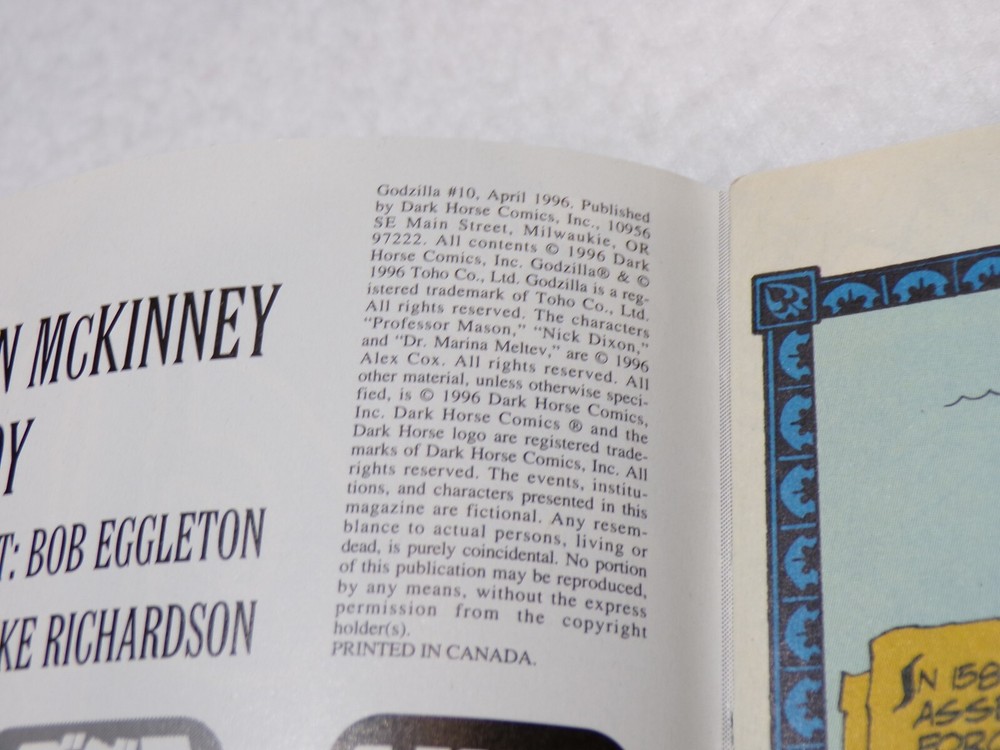 McKINNEY
T: BOB EGGLETON
KE RICHARDSON
Godzilla #10, April 1996. Published
by Dark Horse Comics, Inc., 10956
SE Main Street, Milwaukie, OR
97222. All contents © 1996 Dark
Horse Comics, Inc. Godzilla® & ©
1996 Toho Co., Ltd. Godzilla is a reg-
istered trademark of Toho Co., Ltd.
All rights reserved. The characters
"Professor Mason," "Nick Dixon,"
and "Dr. Marina Meltev," are © 1996
Alex Cox. All rights reserved. All
other material, unless otherwise speci-
fied, is © 1996 Dark Horse Comics,
Inc. Dark Horse Comics ® and the
Dark Horse logo are registered trade-
marks of Dark Horse Comics, Inc. All
rights reserved. The events, institu-
tions, and characters presented in this
magazine are fictional. Any resem-
blance to actual persons, living or
dead, is purely coincidental. No portion
of this publication may be reproduced,
by any means, without the express
permission from the copyright
holder(s).
PRINTED IN CANADA.
IN 158
ASSE
FORC